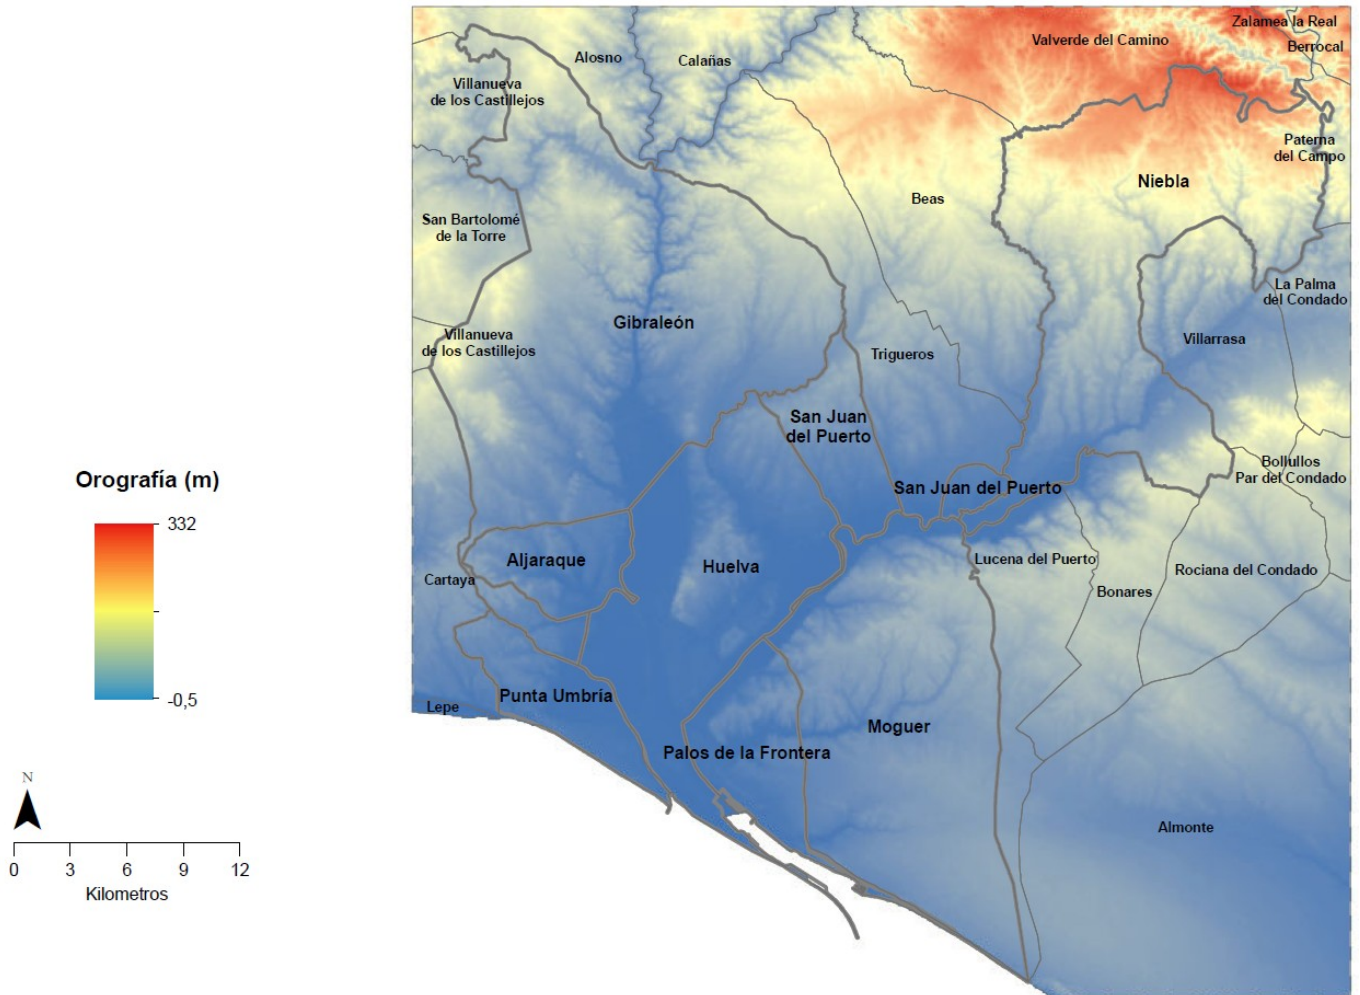 Zalamea la Real
Valverde del Camino
Berrocal
Alosno
Calañas
Villanueva
de los Castillejos
Paterna
del Campo
Niebla
Beas
San Bartolomé
de la Torre
La Palma
del Condado
Gibraleón
Villanueva
de los Castillejos
Villarrasa
Trigueros
San Juan
del Puerto
Bollullos
Par del Condado
San Juan del Puerto
Orografía (m)
332
-0,5
Aljaraque
Huelva
Lucena del Puerto
Rociana del Condado
Cartaya
Bonares
Punta Umbría
Lepe
Moguer
Palos de la Frontera
Almonte
N
0 3 6 9 12
Kilometros